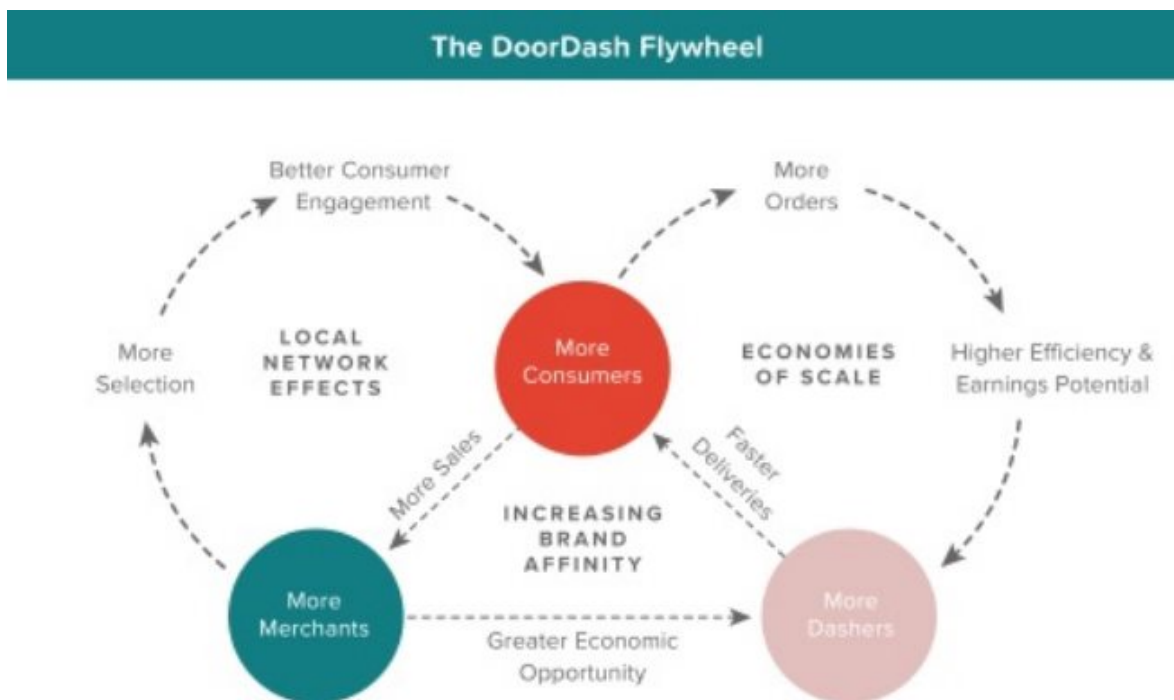 The DoorDash Flywheel
Better Consumer
Engagement
More
Orders
LOCAL
NETWORK
EFFECTS
More
Selection
More
Consumers
ECONOMIES
OF SCALE
Higher Efficiency &
Earnings Potential
More Sales
Faster
Deliveries
INCREASING
BRAND
AFFINITY
More
Merchants
More
Dashers
Greater Economic
Opportunity